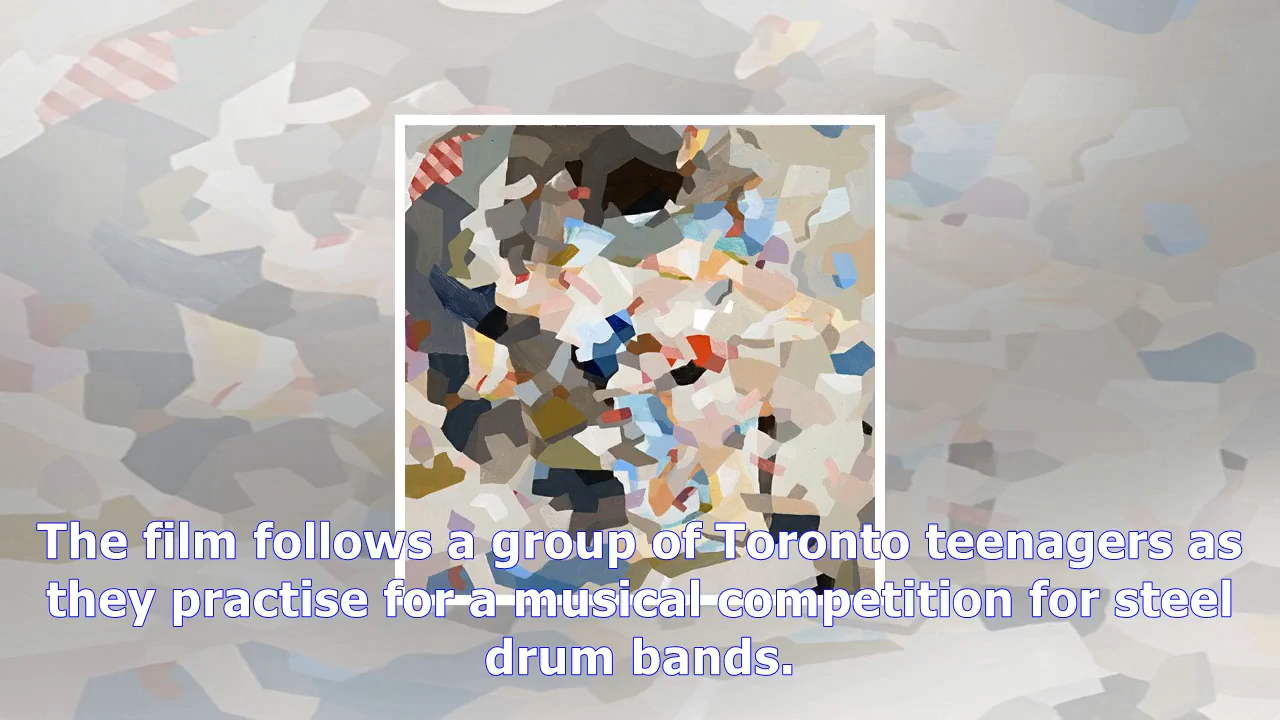 The film follows a group of Toronto teenagers as
they practise for a musical competition for steel
drum bands.